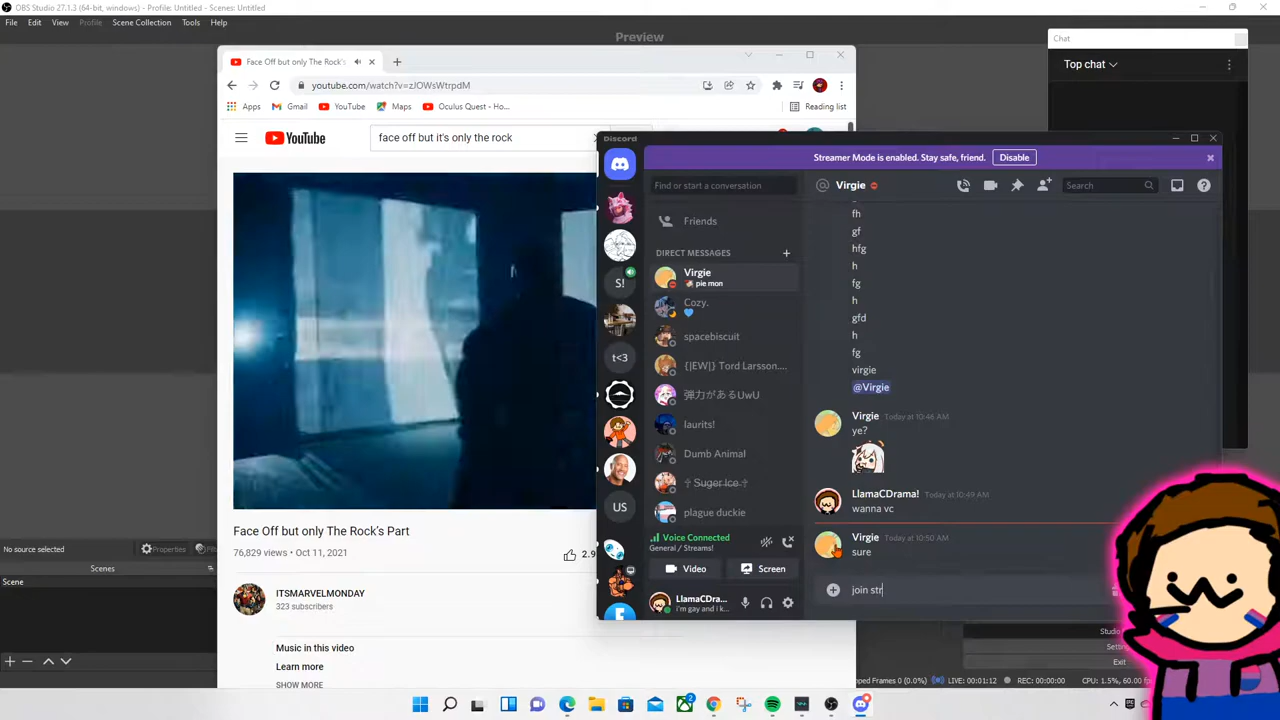 OBS Studio 27.1.3 (64-bit, windows) - Profile: Untitled - Scenes: Untitled
File Edit View Profile Scene Collection Tools Help
Preview
Face Off but only The Rock's
youtube.com/watch?v=zJOWsWtrpdM
Apps Gmail YouTube Maps Oculus Quest - Ho... Reading list
YouTube
face off but it's only the rock
Face Off but only The Rock's Part
76,829 views • Oct 11, 2021
2.9
ITSMARVELMONDAY
323 subscribers
Music in this video
Learn more
SHOW MORE
Chat
Top chat
Discord
Streamer Mode is enabled. Stay safe, friend. Disable
Find or start a conversation
Virgie
Search
Friends
DIRECT MESSAGES
Virgie
pie mon
Cozy.
spacebiscuit
{|EW|} Tord Larsson....
弾力があるUwU
laurits!
Dumb Animal
Suger Ice
plague duckie
S!
t<3
US
Voice Connected
General / Streams!
Video Screen
LlamaCDra...
i'm gay and i k...
fh
gf
hfg
h
fg
h
gfd
h
fg
virgie
@Virgie
Virgie Today at 10:46 AM
ye?
LlamaCDrama! Today at 10:49 AM
wanna vc
Virgie Today at 10:50 AM
sure
join str
No source selected
Properties
Scenes
Scene
Studio
Exit
LIVE: 00:01:12 REC: 00:00:00 CPU: 1.5%, 60.00
2